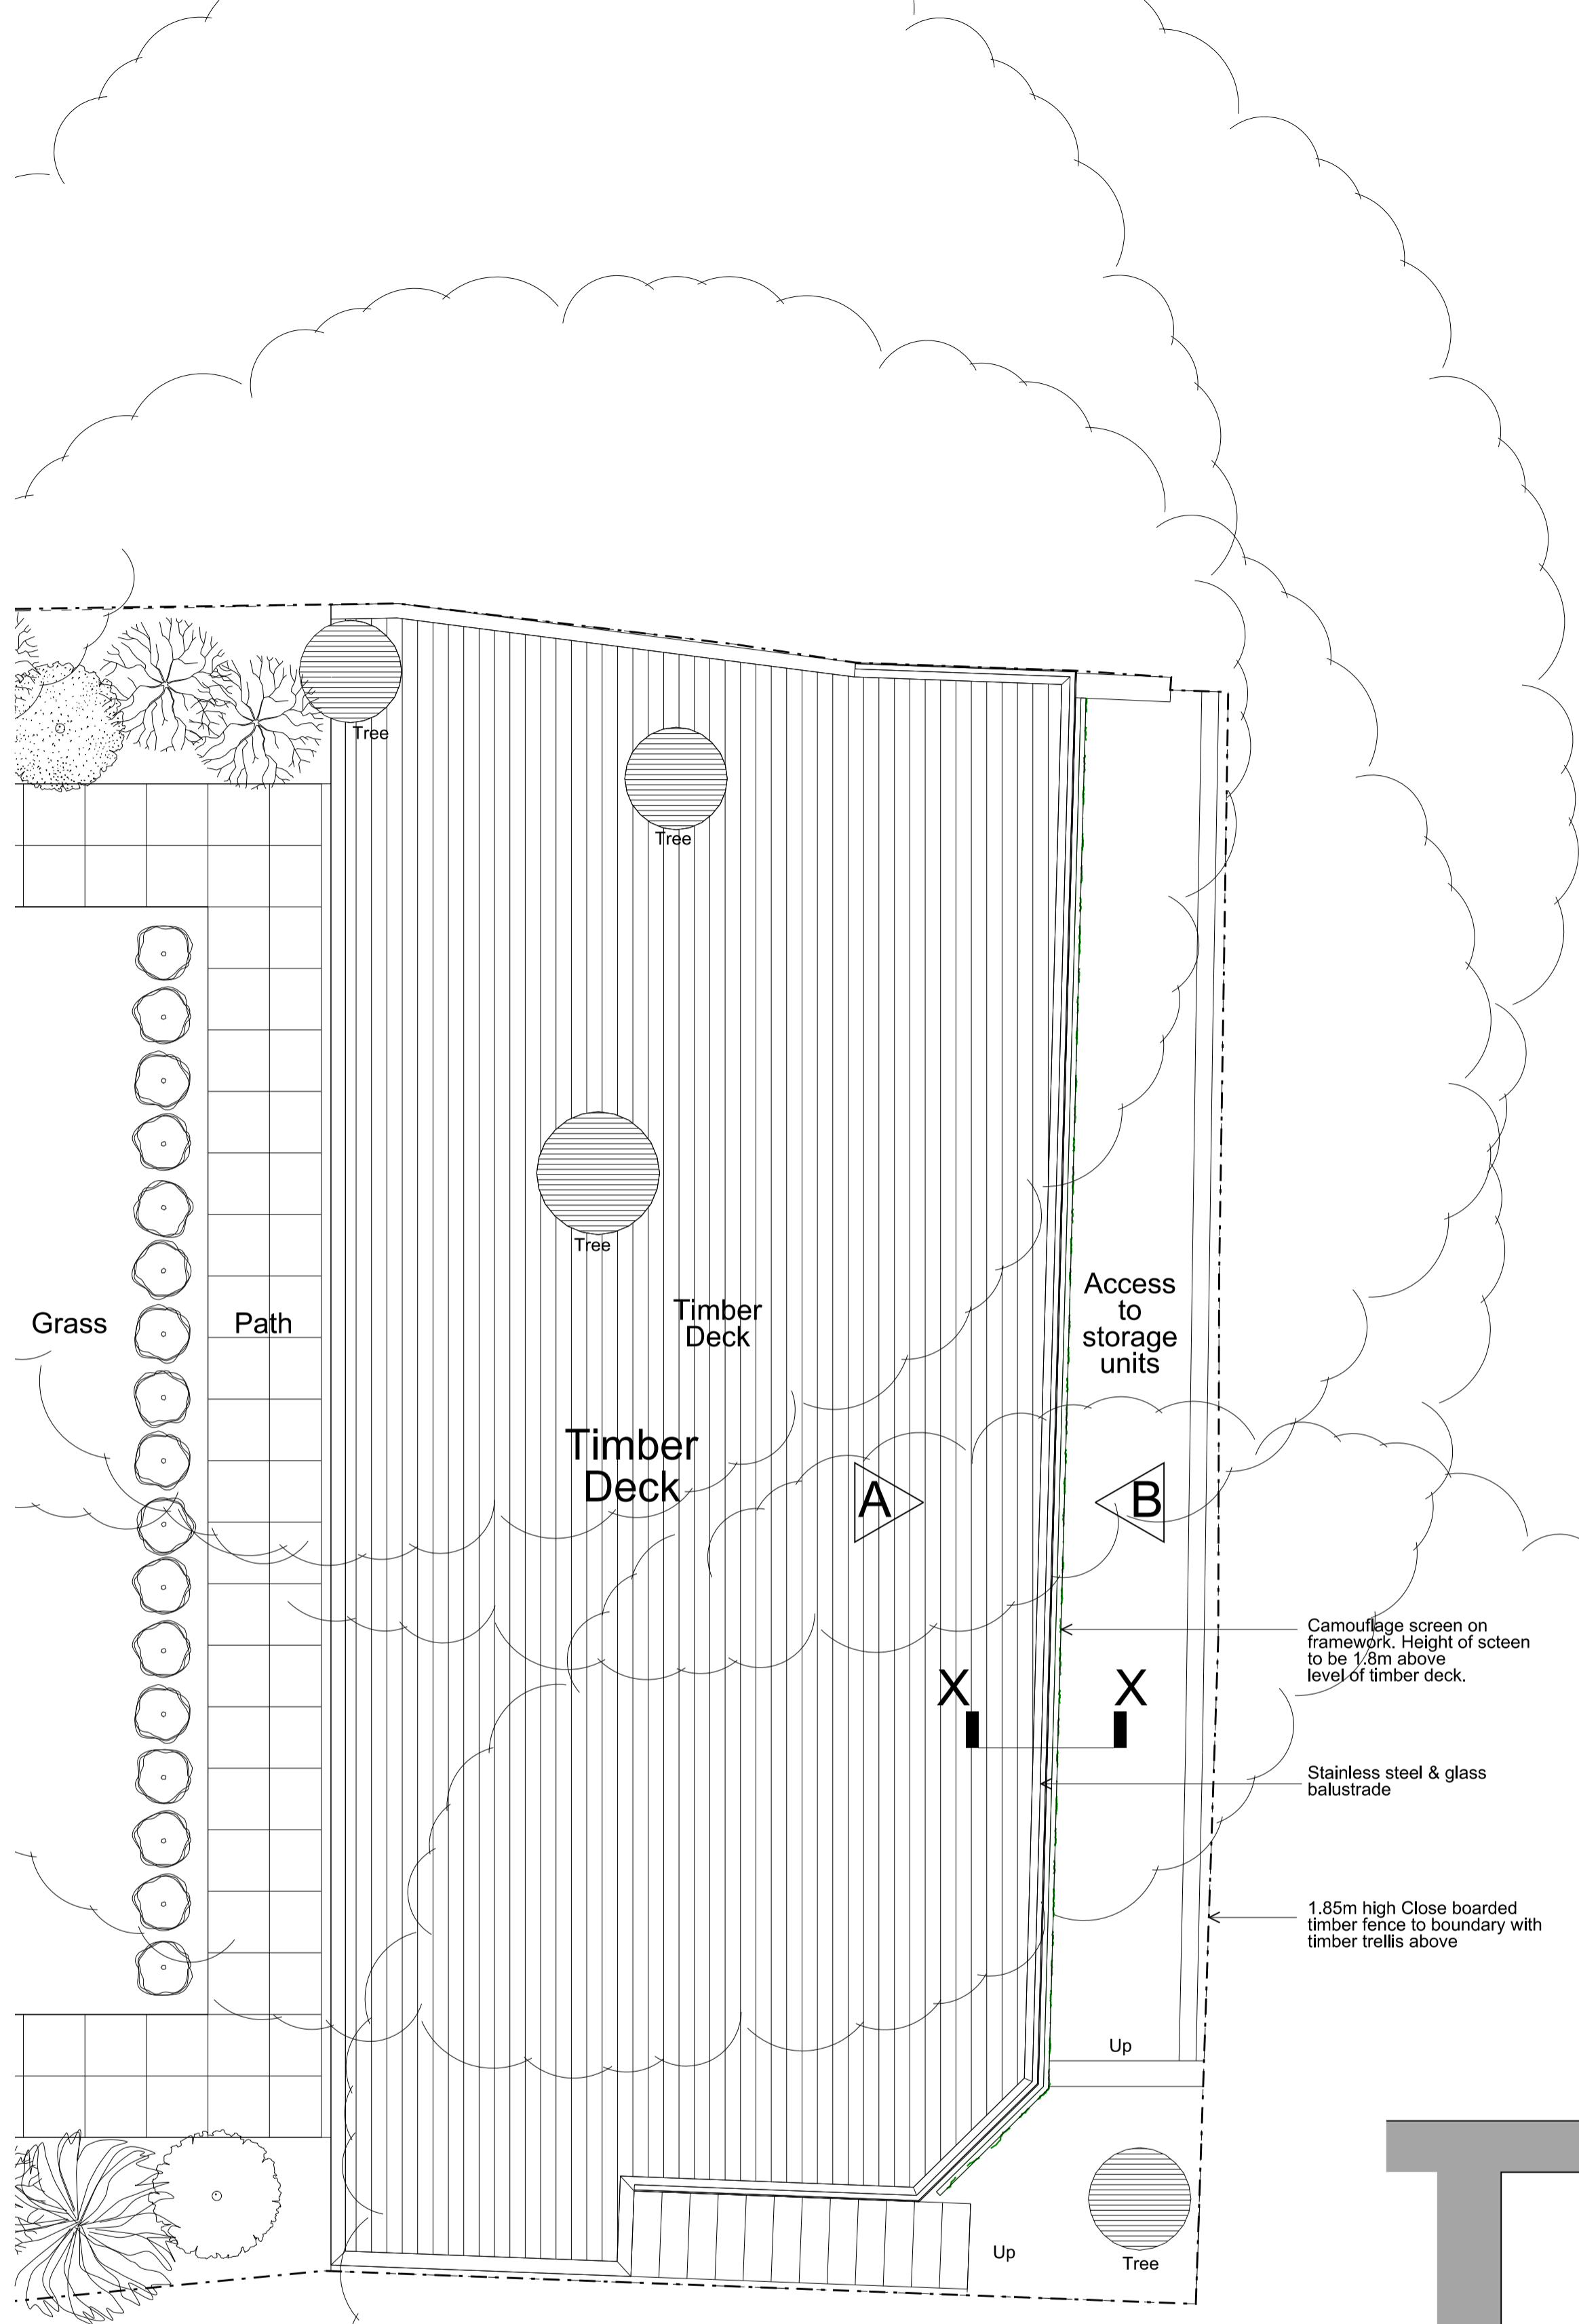 Tree
Tree
Tree
Grass
Path
Timber
Deck
Access
to
storage
units
Timber
Deck
A
B
Camouflage screen on
framework. Height of scteen
to be 1.8m above
level of timber deck.
X
X
Stainless steel & glass
balustrade
1.85m high Close boarded
timber fence to boundary with
timber trellis above
Up
Up
Tree